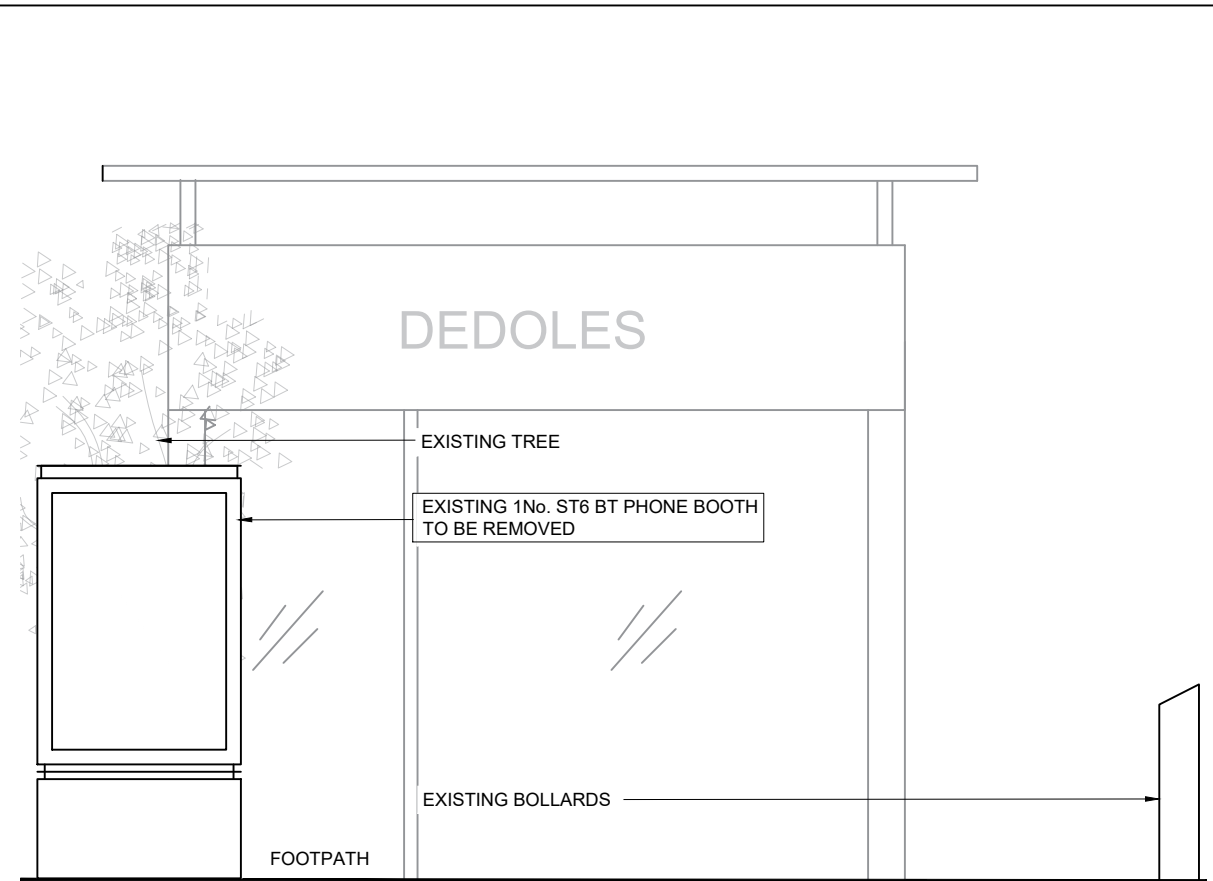 DEDOLES
EXISTING TREE
EXISTING 1No. ST6 BT PHONE BOOTH
TO BE REMOVED
EXISTING BOLLARDS
FOOTPATH